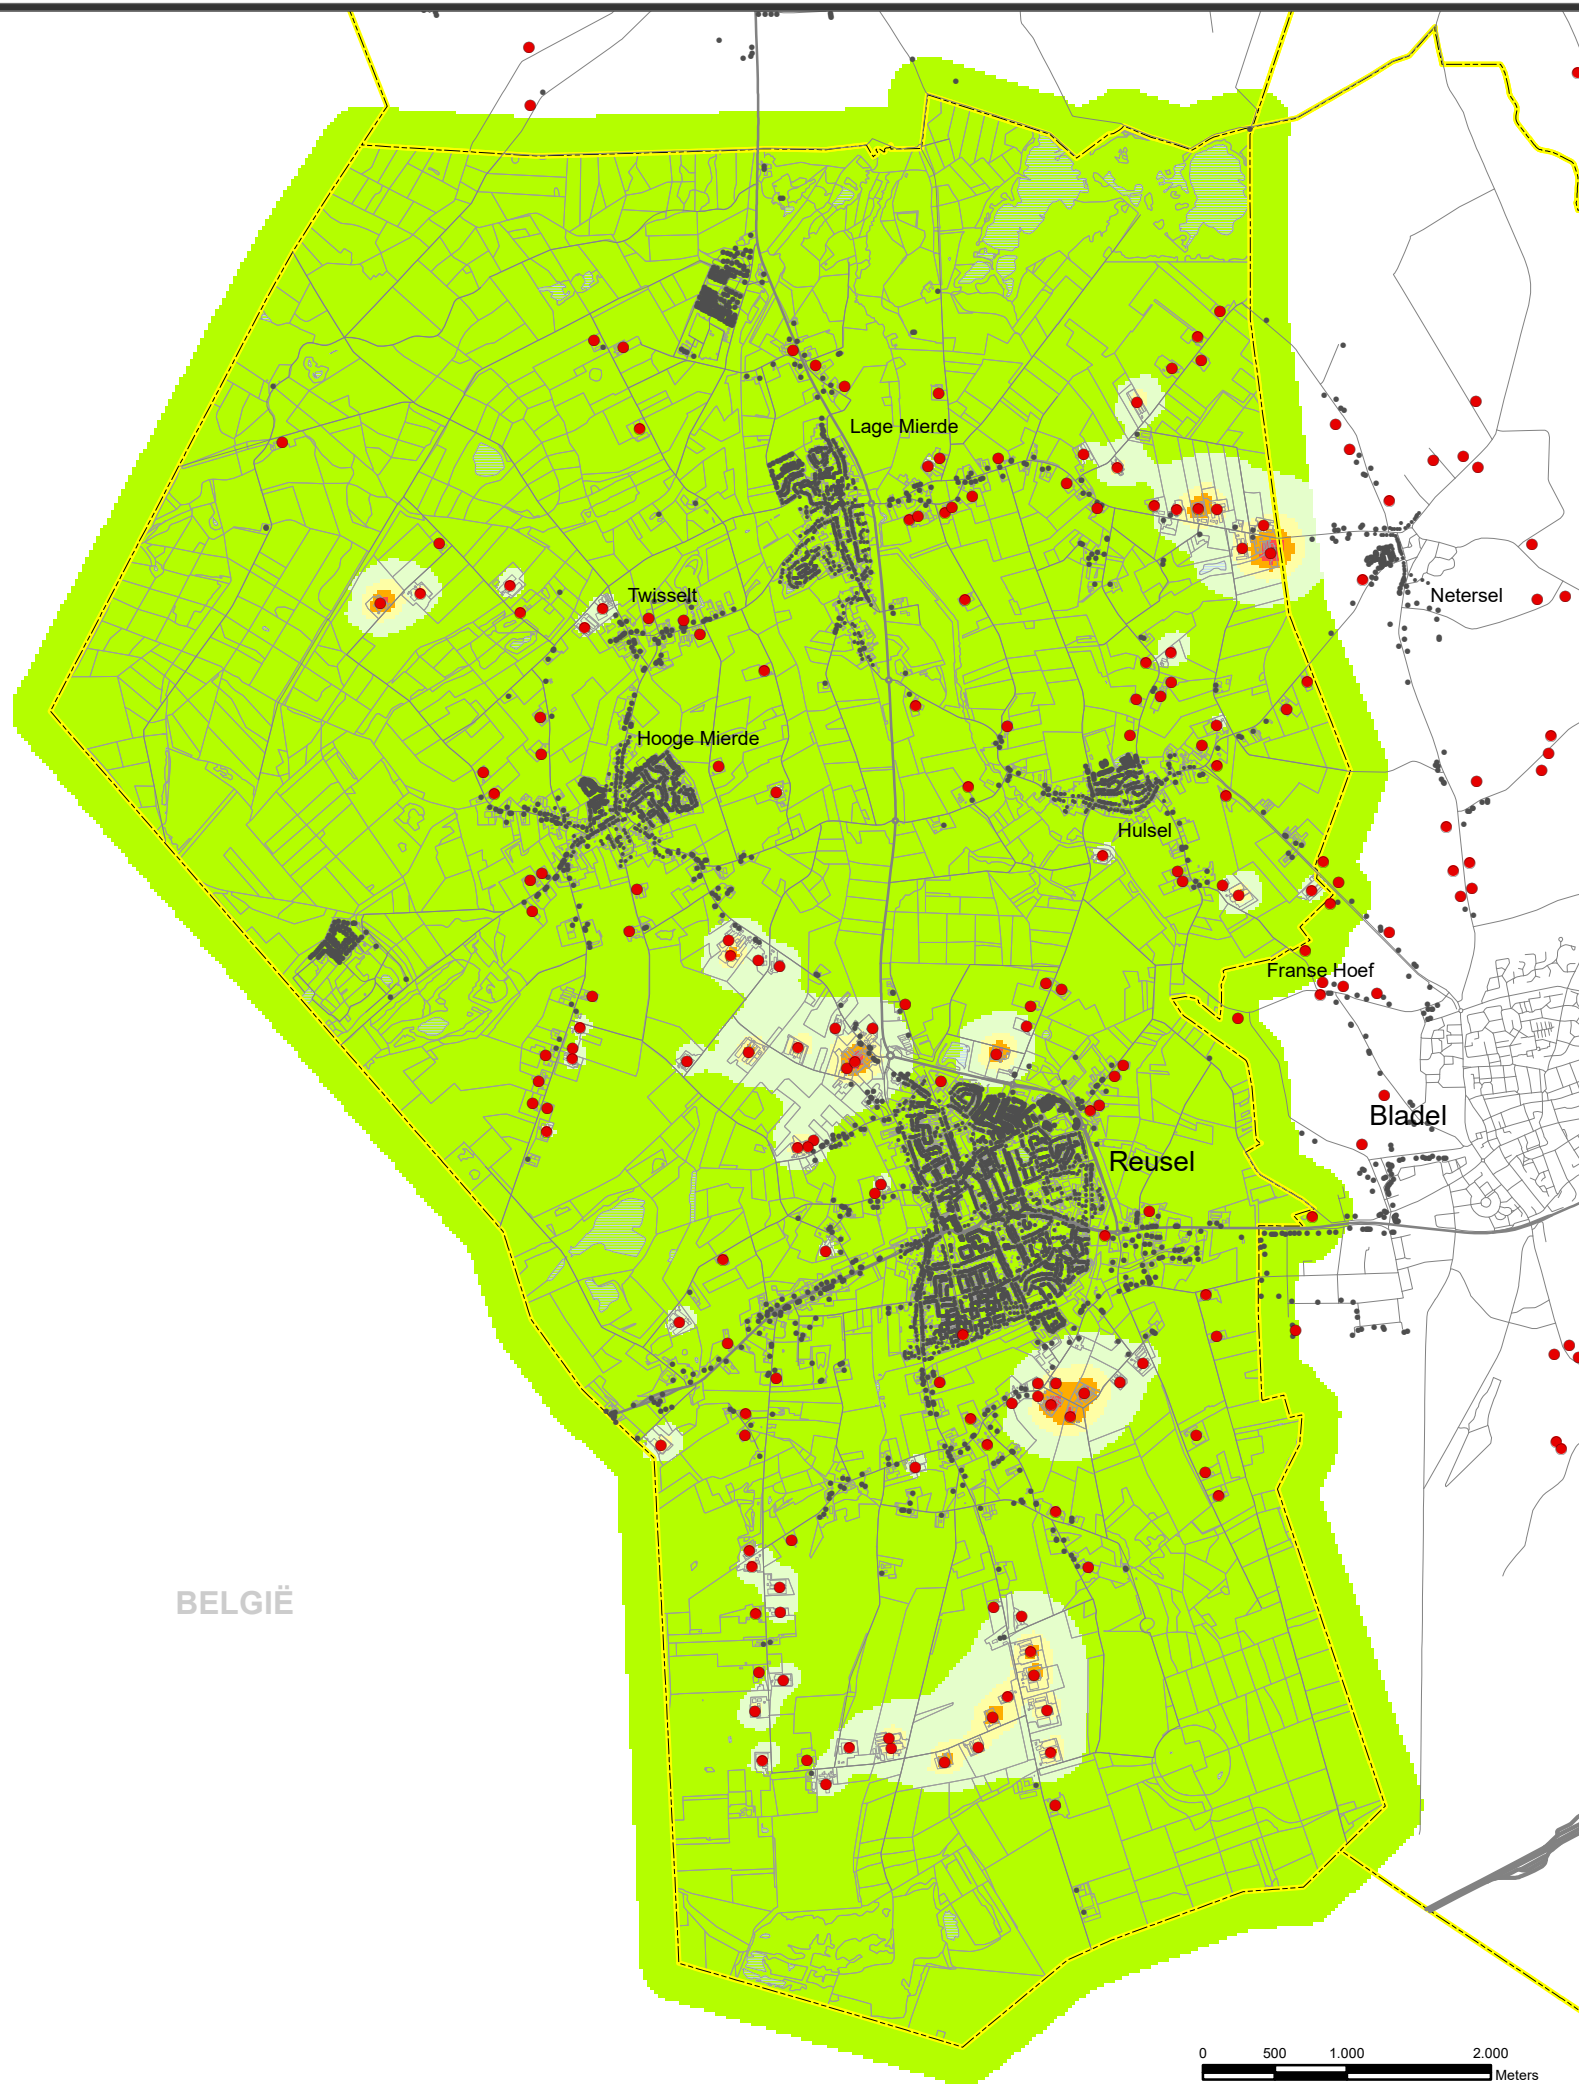 Lage Mierde
Twisselt
Netersel
Hooge Mierde
Hulsel
Franse Hoef
Bladel
Reusel
BELGIË
0 500 1.000 2.000
Meters